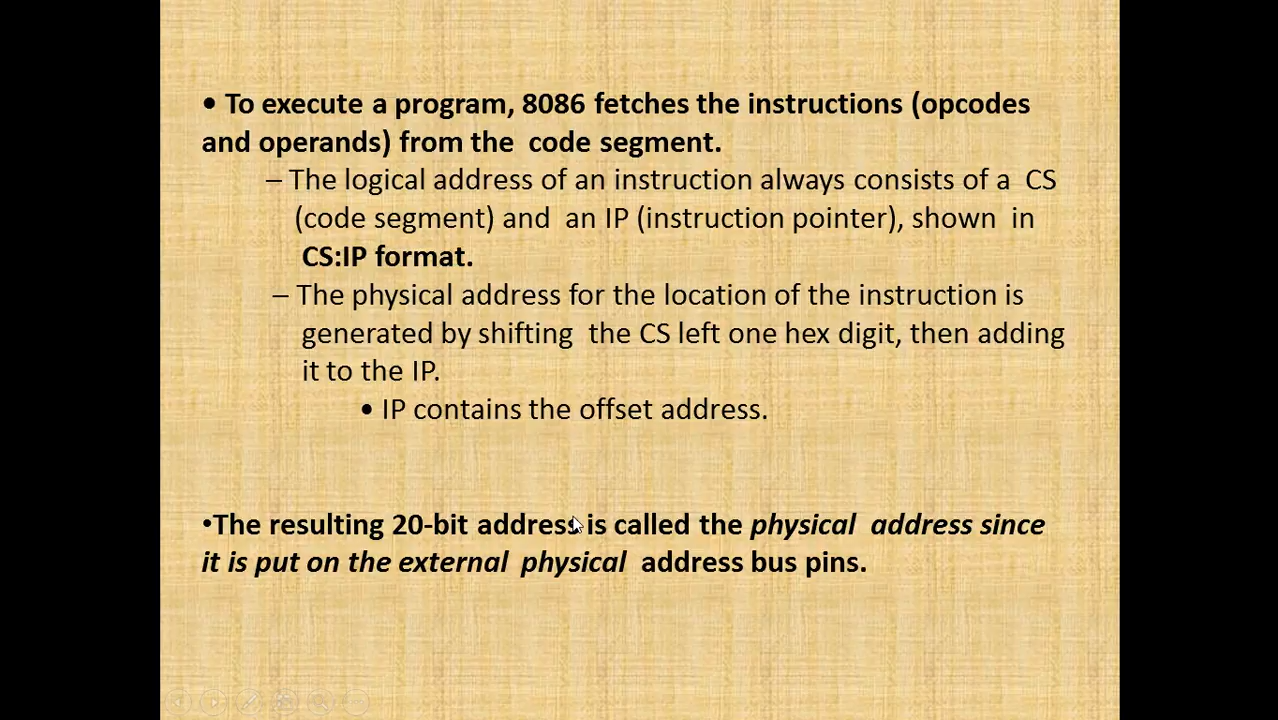 • To execute a program, 8086 fetches the instructions (opcodes
and operands) from the code segment.
– The logical address of an instruction always consists of a CS
(code segment) and an IP (instruction pointer), shown in
CS:IP format.
– The physical address for the location of the instruction is
generated by shifting the CS left one hex digit, then adding
it to the IP.
• IP contains the offset address.
•The resulting 20-bit address is called the physical address since
it is put on the external physical address bus pins.